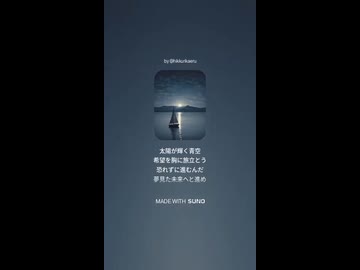 by @hikkurikaeru
太陽が輝く青空
希望を胸に旅立とう
恐れずに進むんだ
夢見た未来へと進め
MADE WITH SUNO